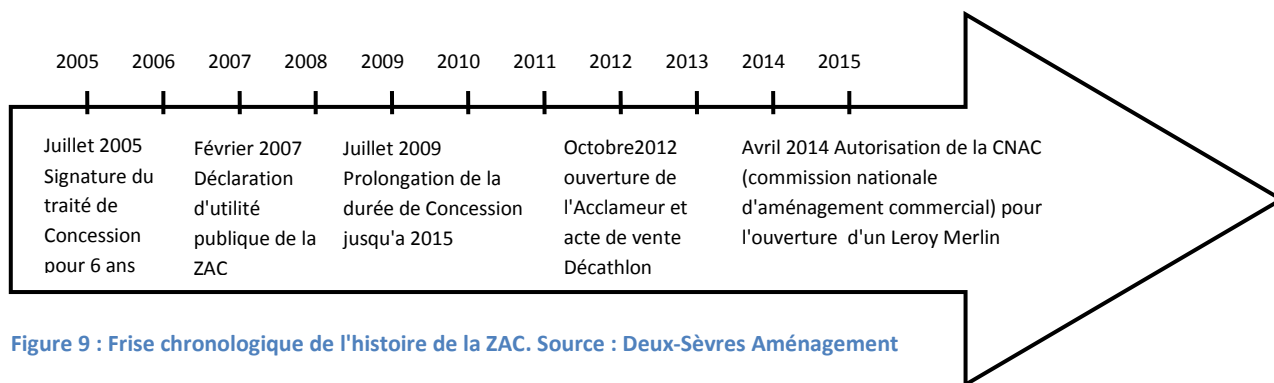 2005 2006 2007 2008 2009 2010 2011 2012 2013 2014 2015
Juillet 2005
Signature du
traité de
Concession
pour 6 ans
Février 2007
Déclaration
d'utilité
publique de la
ZAC
Juillet 2009
Prolongation de la
durée de Concession
jusqu'a 2015
Octobre2012
ouverture de
l'Acclameur et
acte de vente
Décathlon
Avril 2014 Autorisation de la CNAC
(commission nationale
d'aménagement commercial) pour
l'ouverture d'un Leroy Merlin
Figure 9 : Frise chronologique de l'histoire de la ZAC. Source : Deux-Sèvres Aménagement